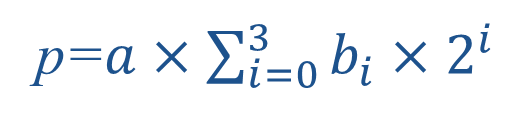 p=a × ∑³ᵢ₌₀ bᵢ × 2ⁱ